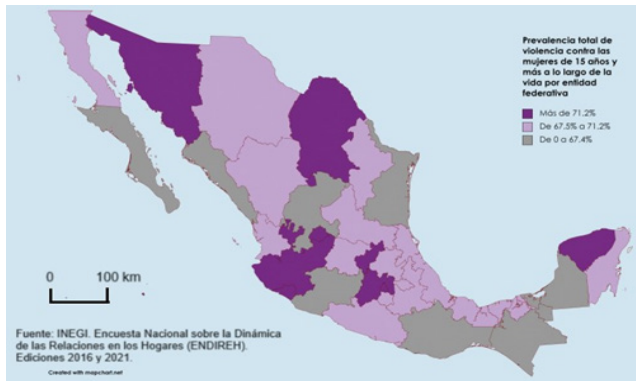 Prevalencia total de
violencia contra las
mujeres de 15 años y
más a lo largo de la
vida por entidad
federativa
Más de 71.2%
De 67.5% a 71.2%
De 0 a 67.4%
0 100 km
Fuente: INEGI. Encuesta Nacional sobre la Dinámica
de las Relaciones en los Hogares (ENDIREH).
Ediciones 2016 y 2021.
Created with mapchart.net